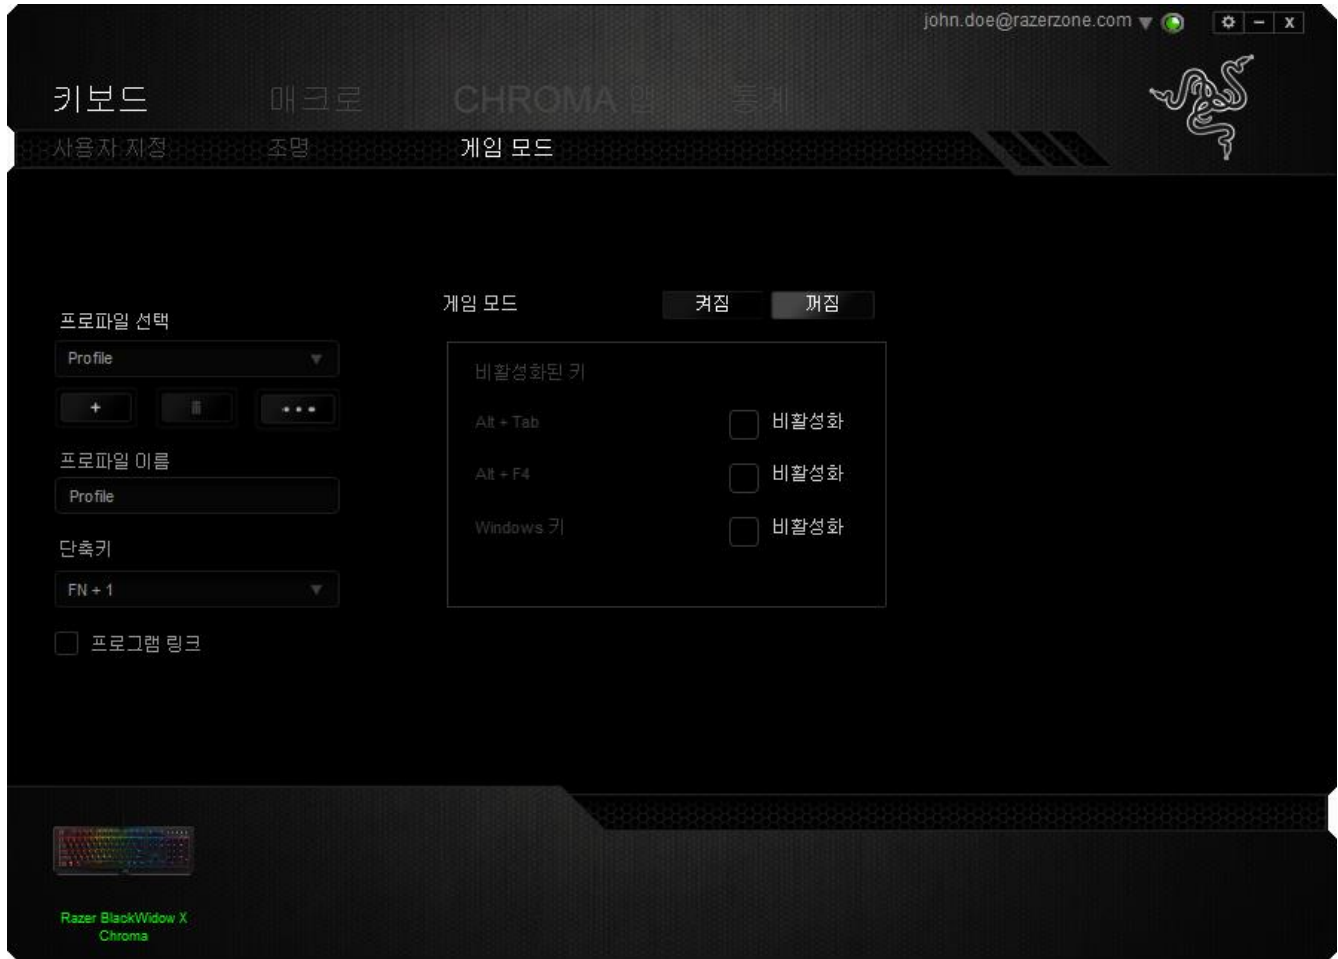 john.doe@razerzone.com
키보드 매크로 CHROMA 앱 통계
사용자 지정 조명 게임 모드
프로파일 선택
Profile
프로파일 이름
Profile
단축키
FN + 1
프로그램 링크
게임 모드 켜짐 꺼짐
비활성화된 키
Alt + Tab 비활성화
Alt + F4 비활성화
Windows 키 비활성화
Razer BlackWidow X
Chroma